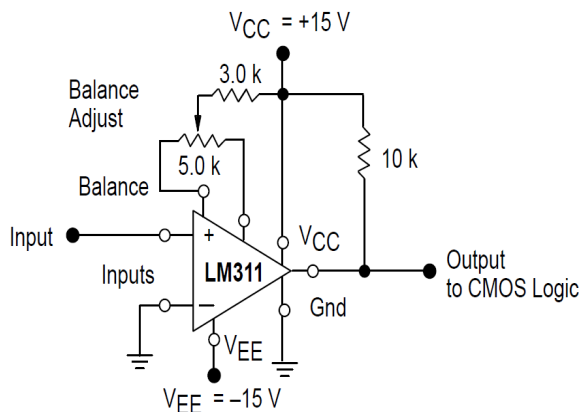 VCC = +15 V
3.0 k
Balance
Adjust
5.0 k
10 k
Balance
Input
+
VCC
LM311
Inputs
Output
to CMOS Logic
–
Gnd
VEE
VEE = –15 V